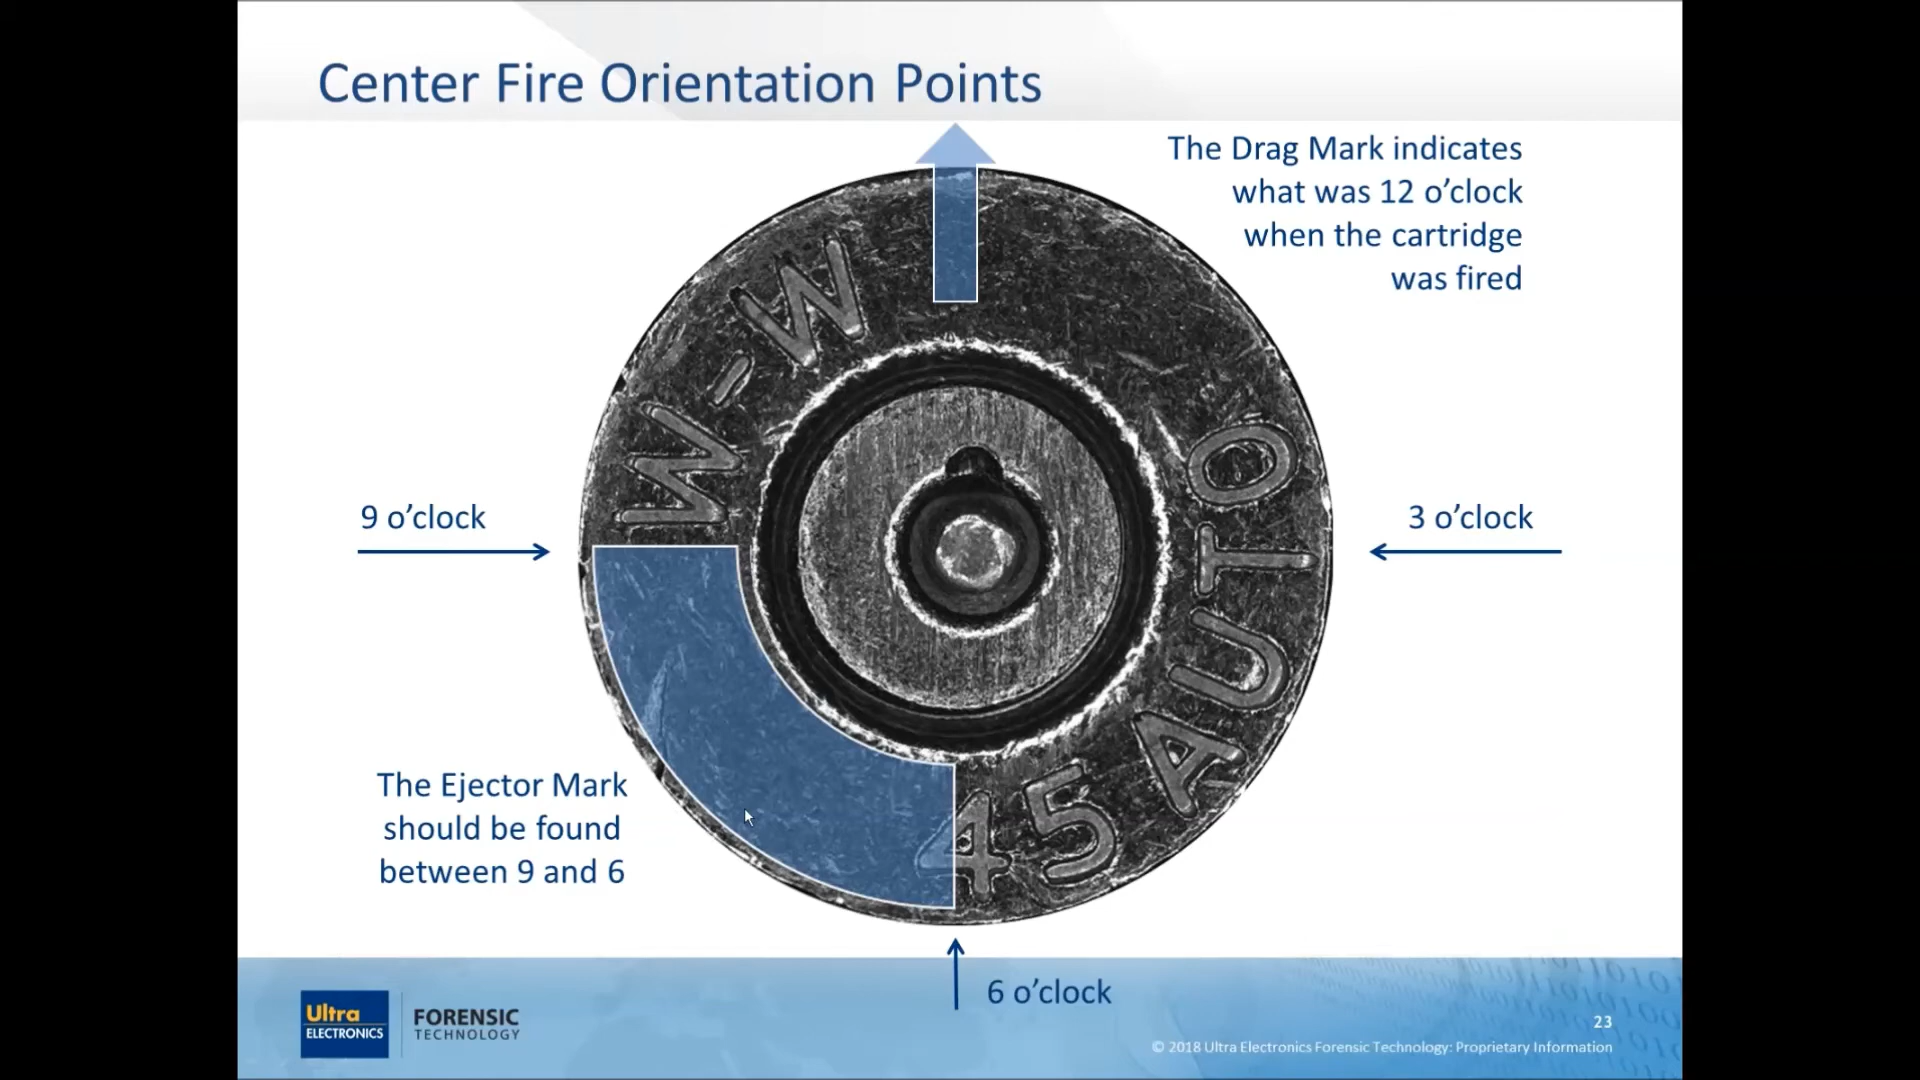 Center Fire Orientation Points
The Drag Mark indicates
what was 12 o’clock
when the cartridge
was fired
W-W
9 o’clock
3 o’clock
45 AUTO
The Ejector Mark
should be found
between 9 and 6
6 o’clock
Ultra
ELECTRONICS
FORENSIC
TECHNOLOGY
23
© 2018 Ultra Electronics Forensic Technology: Proprietary Information